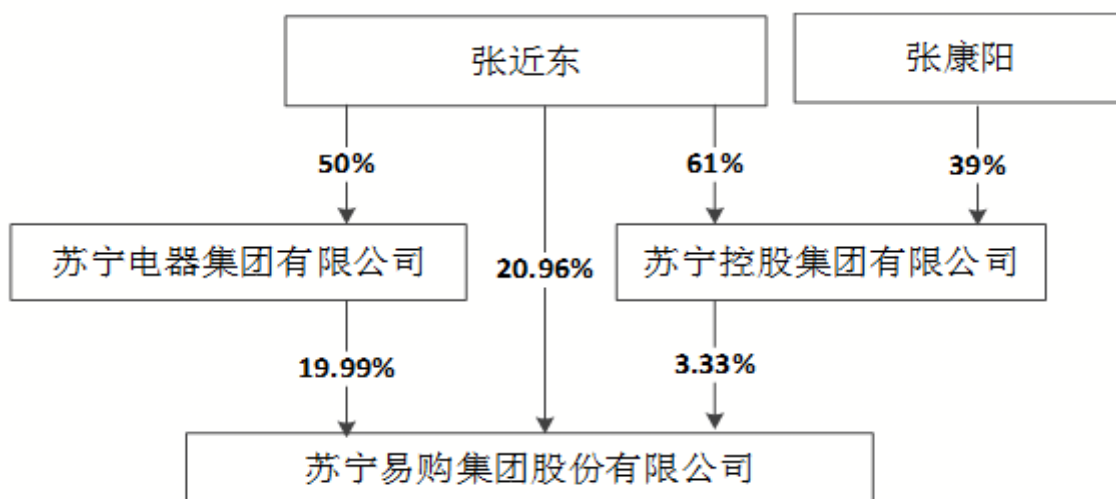 张近东
张康阳
50%
61%
39%
苏宁电器集团有限公司
20.96%
苏宁控股集团有限公司
19.99%
3.33%
苏宁易购集团股份有限公司